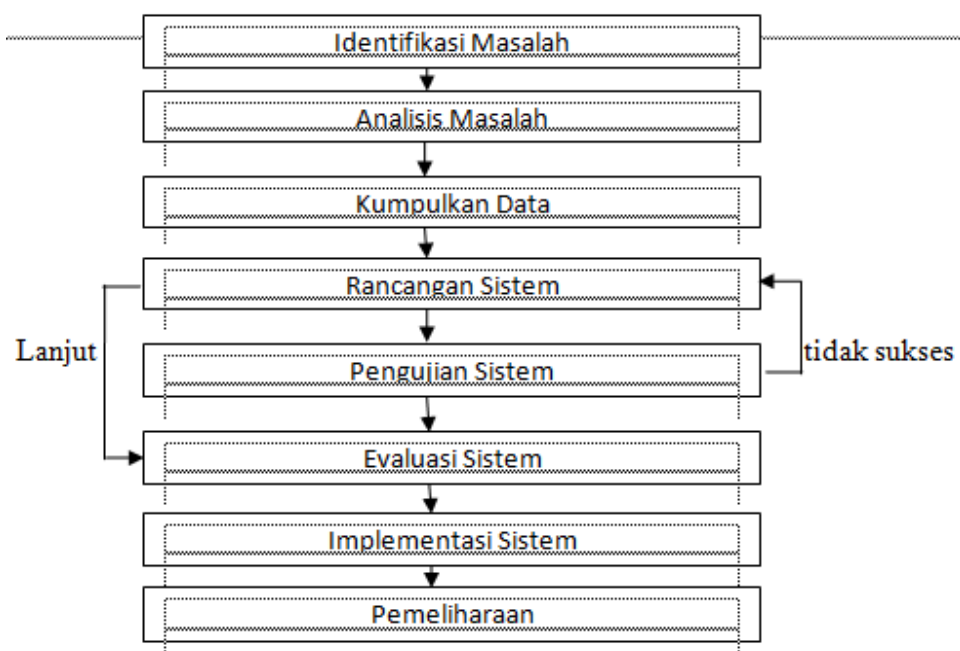 Identifikasi Masalah
Analisis Masalah
Kumpulkan Data
Rancangan Sistem
Lanjut
tidak sukses
Pengujian Sistem
Evaluasi Sistem
Implementasi Sistem
Pemeliharaan